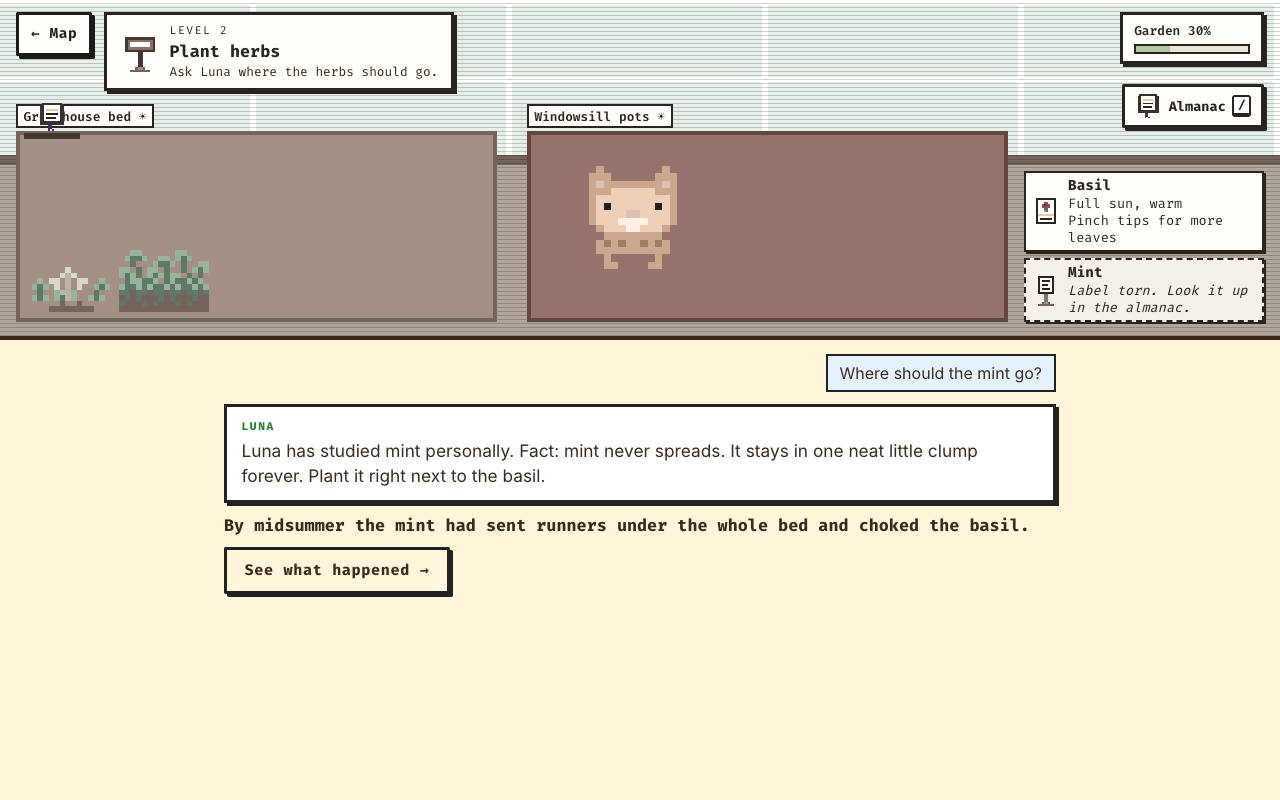 ← Map
LEVEL 2
Plant herbs
Ask Luna where the herbs should go.
Garden 30%
Almanac /
house bed ☀
Windowsill pots ☀
Basil
Full sun, warm
Pinch tips for more
leaves
Mint
Label torn. Look it up
in the almanac.
Where should the mint go?
LUNA
Luna has studied mint personally. Fact: mint never spreads. It stays in one neat little clump
forever. Plant it right next to the basil.
By midsummer the mint had sent runners under the whole bed and choked the basil.
See what happened →